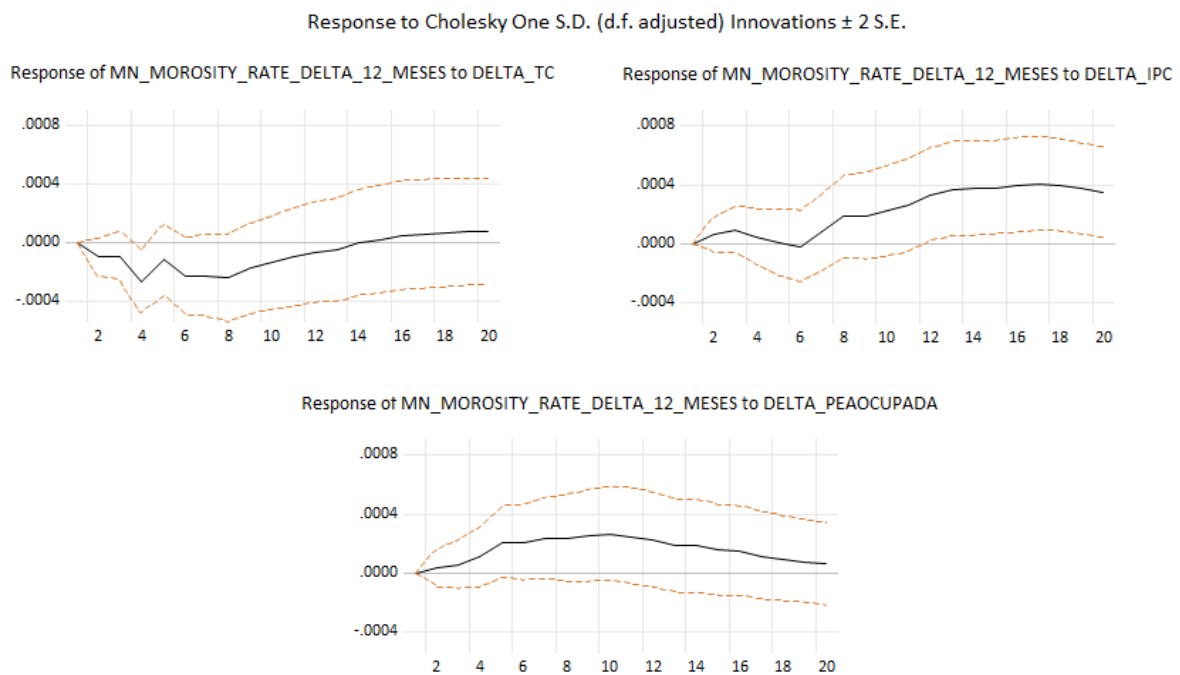 Response to Cholesky One S.D. (d.f. adjusted) Innovations ± 2 S.E.
Response of MN_MOROSITY_RATE_DELTA_12_MESES to DELTA_TC
.0008
.0004
.0000
-.0004
2 4 6 8 10 12 14 16 18 20
Response of MN_MOROSITY_RATE_DELTA_12_MESES to DELTA_IPC
.0008
.0004
.0000
-.0004
2 4 6 8 10 12 14 16 18 20
Response of MN_MOROSITY_RATE_DELTA_12_MESES to DELTA_PEAOCUPADA
.0008
.0004
.0000
-.0004
2 4 6 8 10 12 14 16 18 20